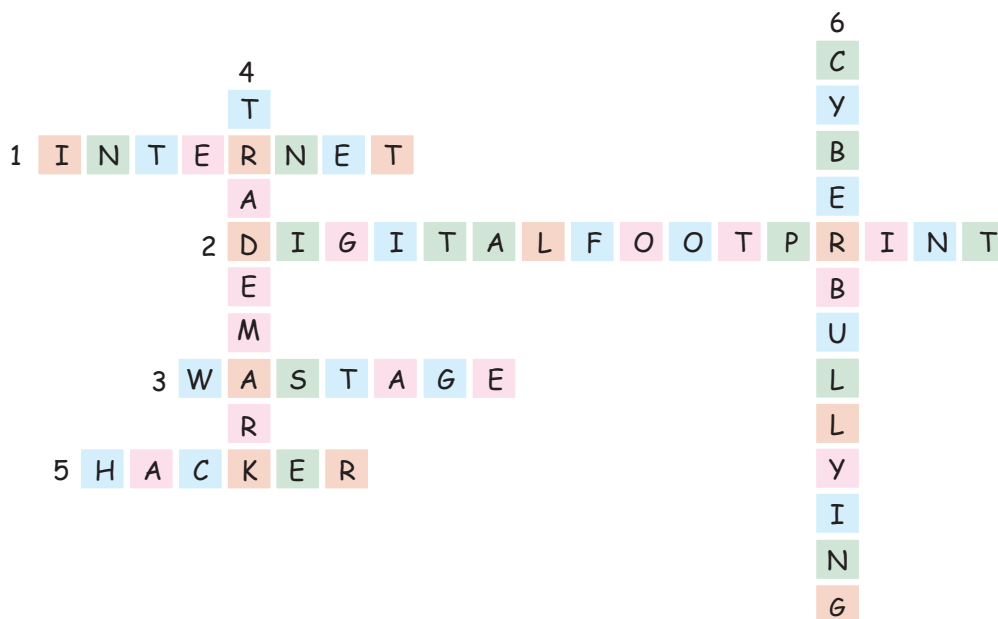 6
C
4
T Y
1 I N T E R N E T B
A E
2 D I G I T A L F O O T P R I N T
E B
M U
3 W A S T A G E L
R L
5 H A C K E R Y
I
N
G